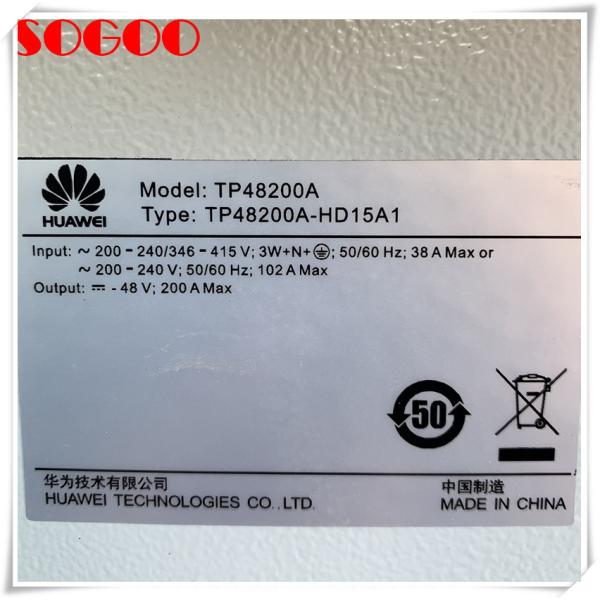 SOGOO
HUAWEI
Model: TP48200A
Type: TP48200A-HD15A1
Input: ~ 200 - 240/346 - 415 V; 3W+N+⏚; 50/60 Hz; 38 A Max or
~ 200 - 240 V; 50/60 Hz; 102 A Max
Output: ⎓ - 48 V; 200 A Max
50
华为技术有限公司
HUAWEI TECHNOLOGIES CO.,LTD.
中国制造
MADE IN CHINA